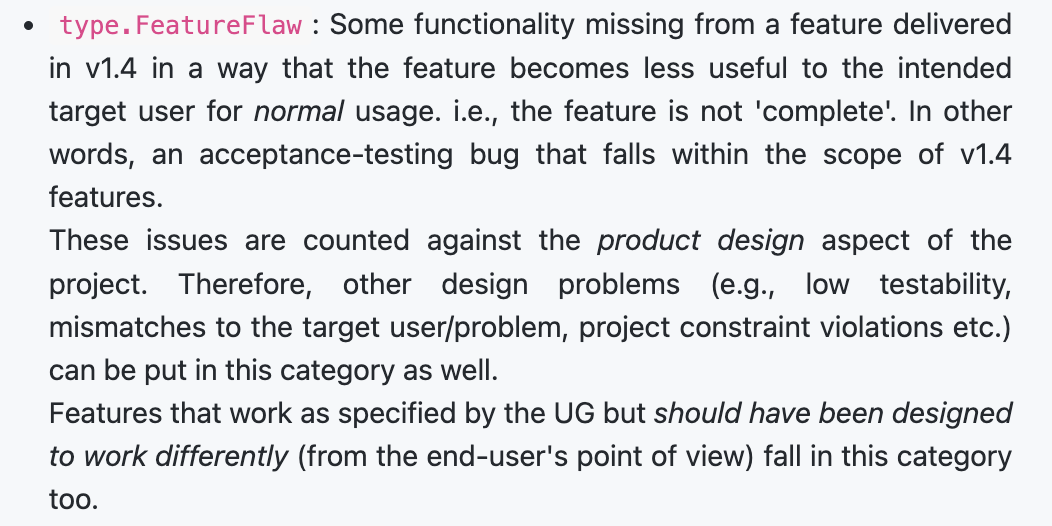 • type.FeatureFlaw : Some functionality missing from a feature delivered
in v1.4 in a way that the feature becomes less useful to the intended
target user for normal usage. i.e., the feature is not 'complete'. In other
words, an acceptance-testing bug that falls within the scope of v1.4
features.
These issues are counted against the product design aspect of the
project. Therefore, other design problems (e.g., low testability,
mismatches to the target user/problem, project constraint violations etc.)
can be put in this category as well.
Features that work as specified by the UG but should have been designed
to work differently (from the end-user's point of view) fall in this category
too.